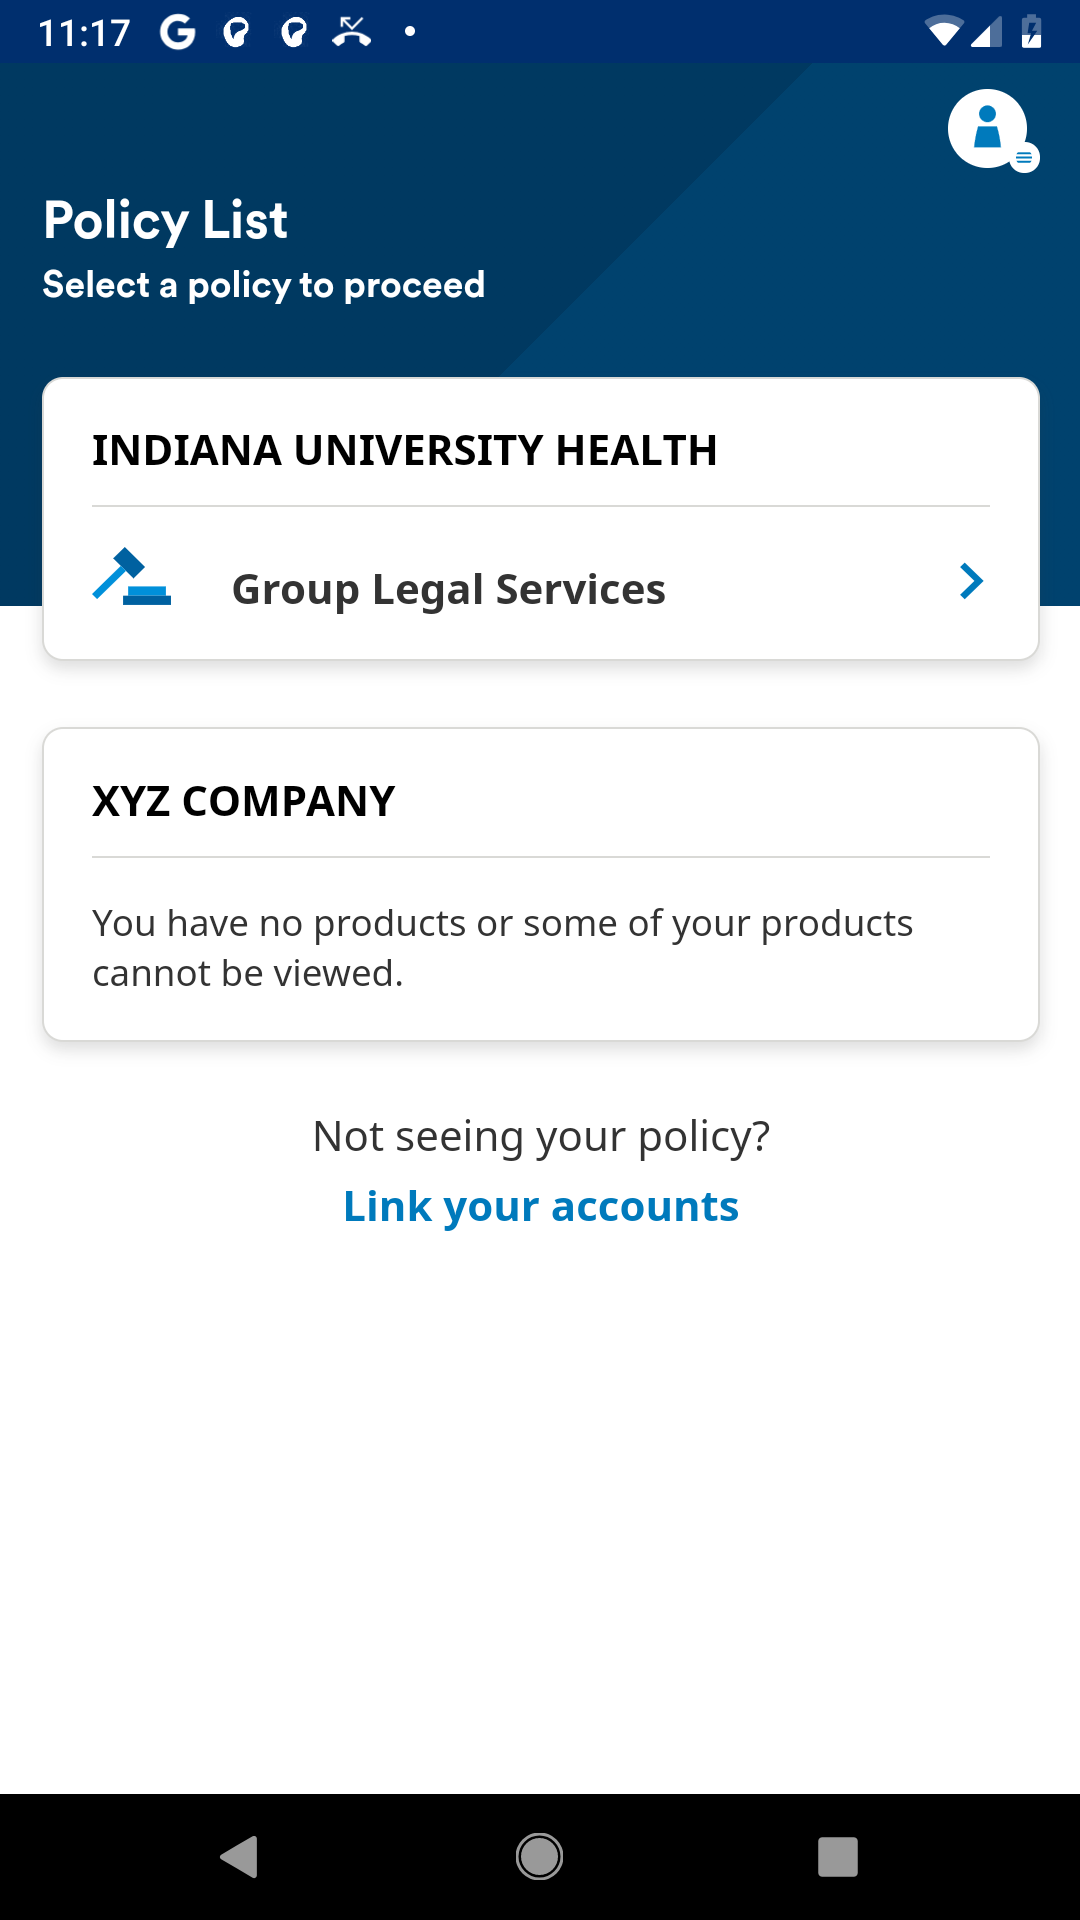 11:17
Policy List
Select a policy to proceed
INDIANA UNIVERSITY HEALTH
Group Legal Services
XYZ COMPANY
You have no products or some of your products
cannot be viewed.
Not seeing your policy?
Link your accounts